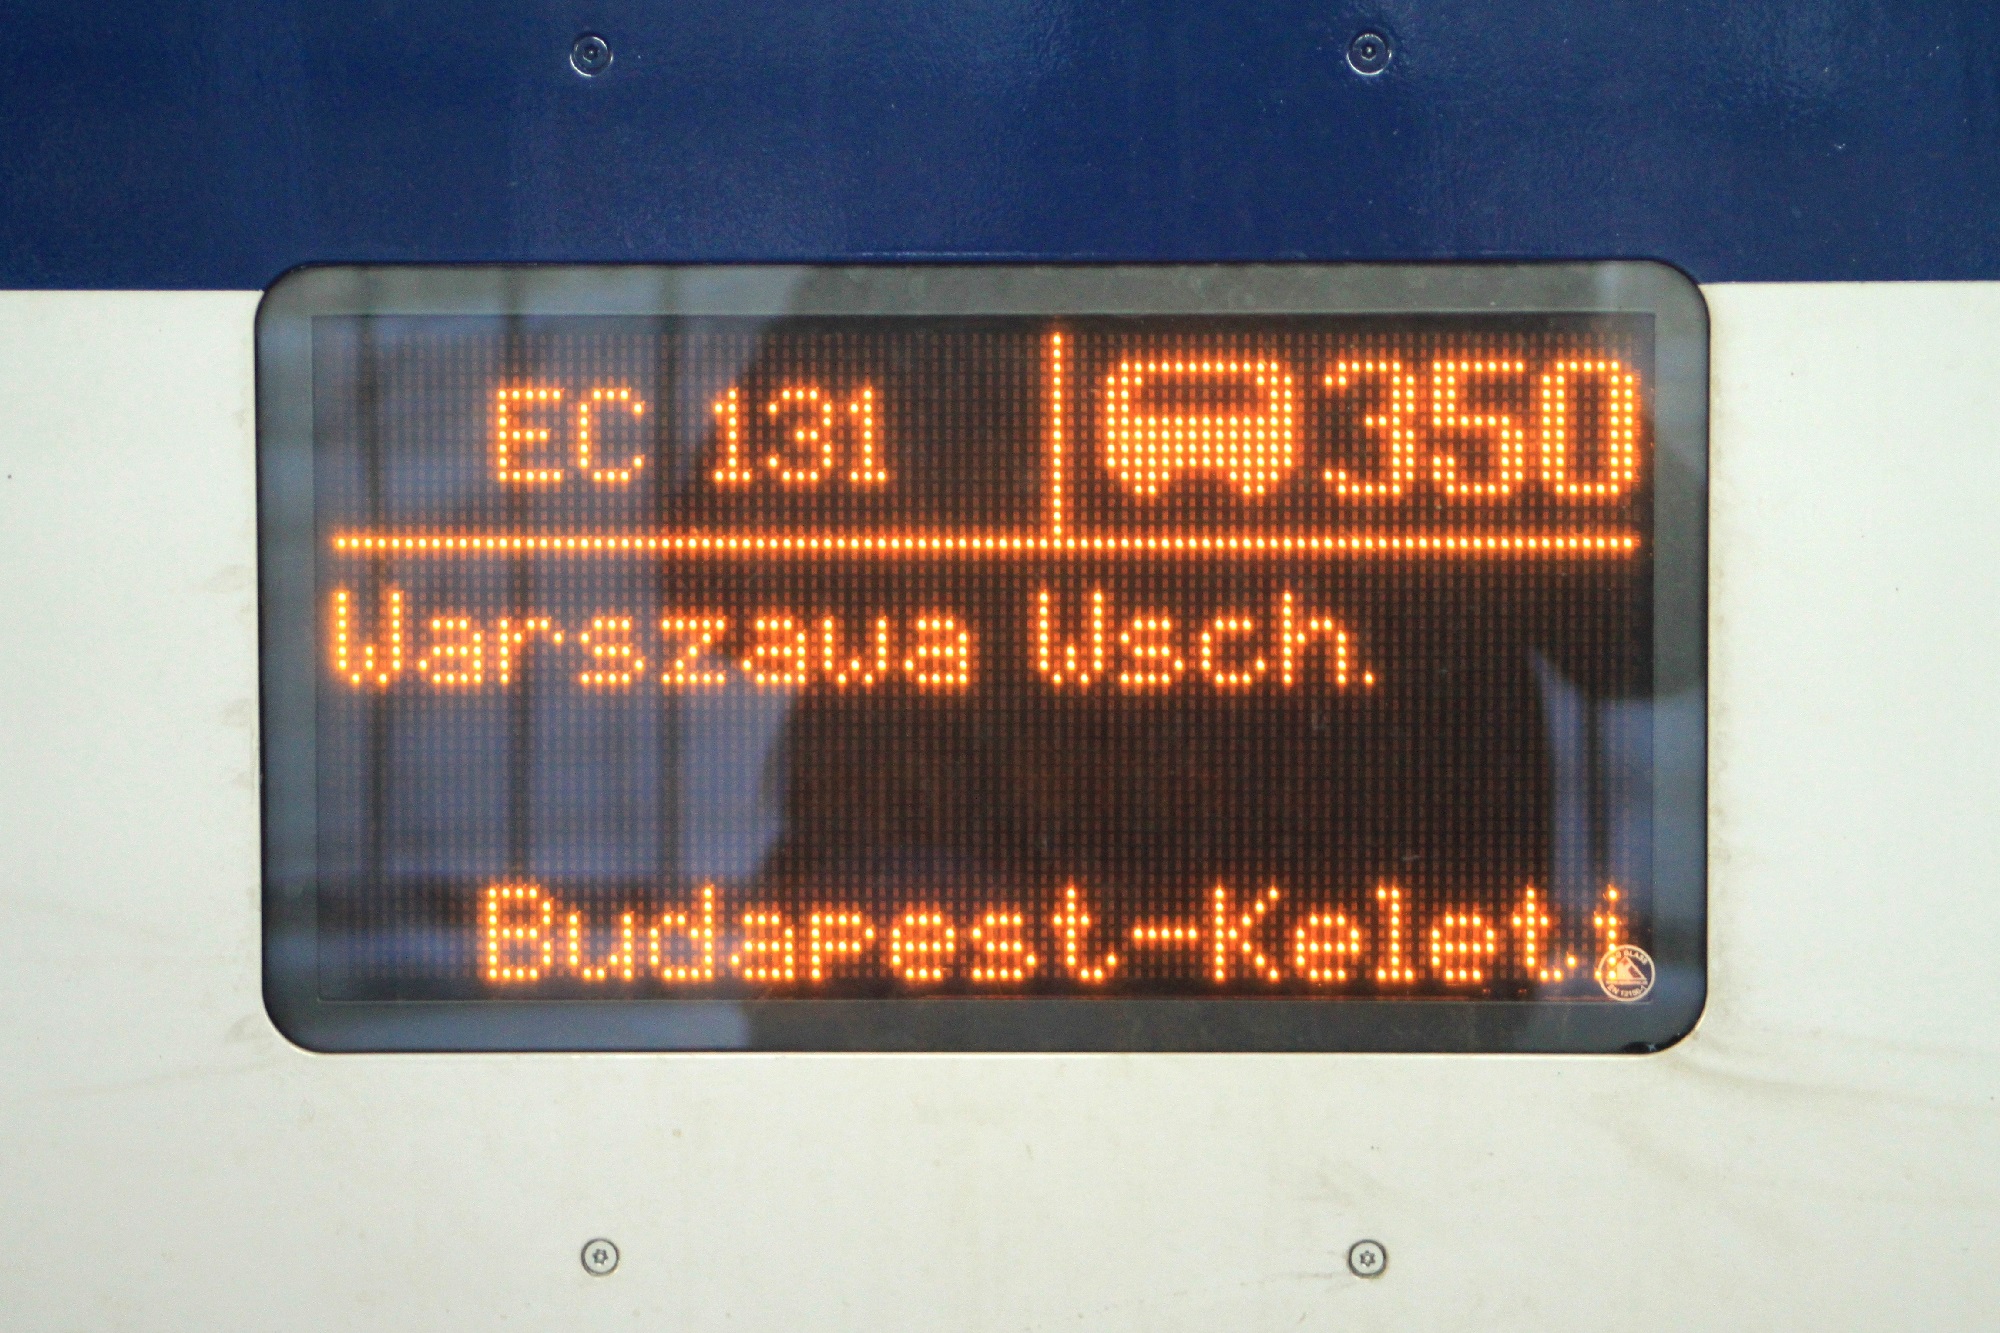 EC 131
350
Warszawa Wsch.
Budapest-Keleti